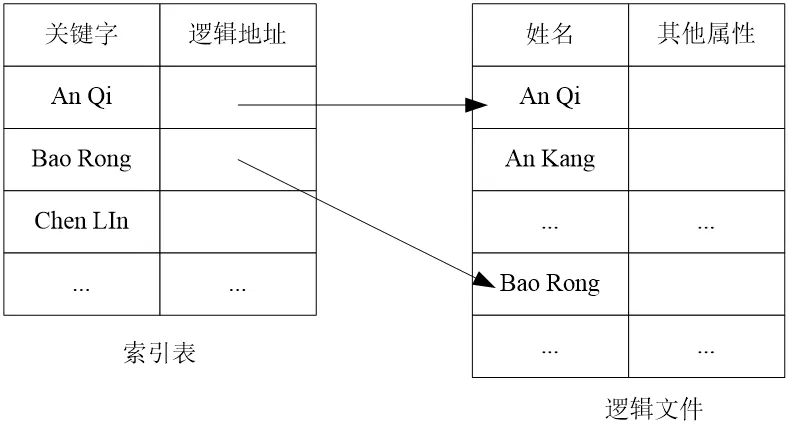 关键字 逻辑地址
An Qi
Bao Rong
Chen LIn
... ...
索引表
姓名 其他属性
An Qi
An Kang
... ...
Bao Rong
... ...
逻辑文件